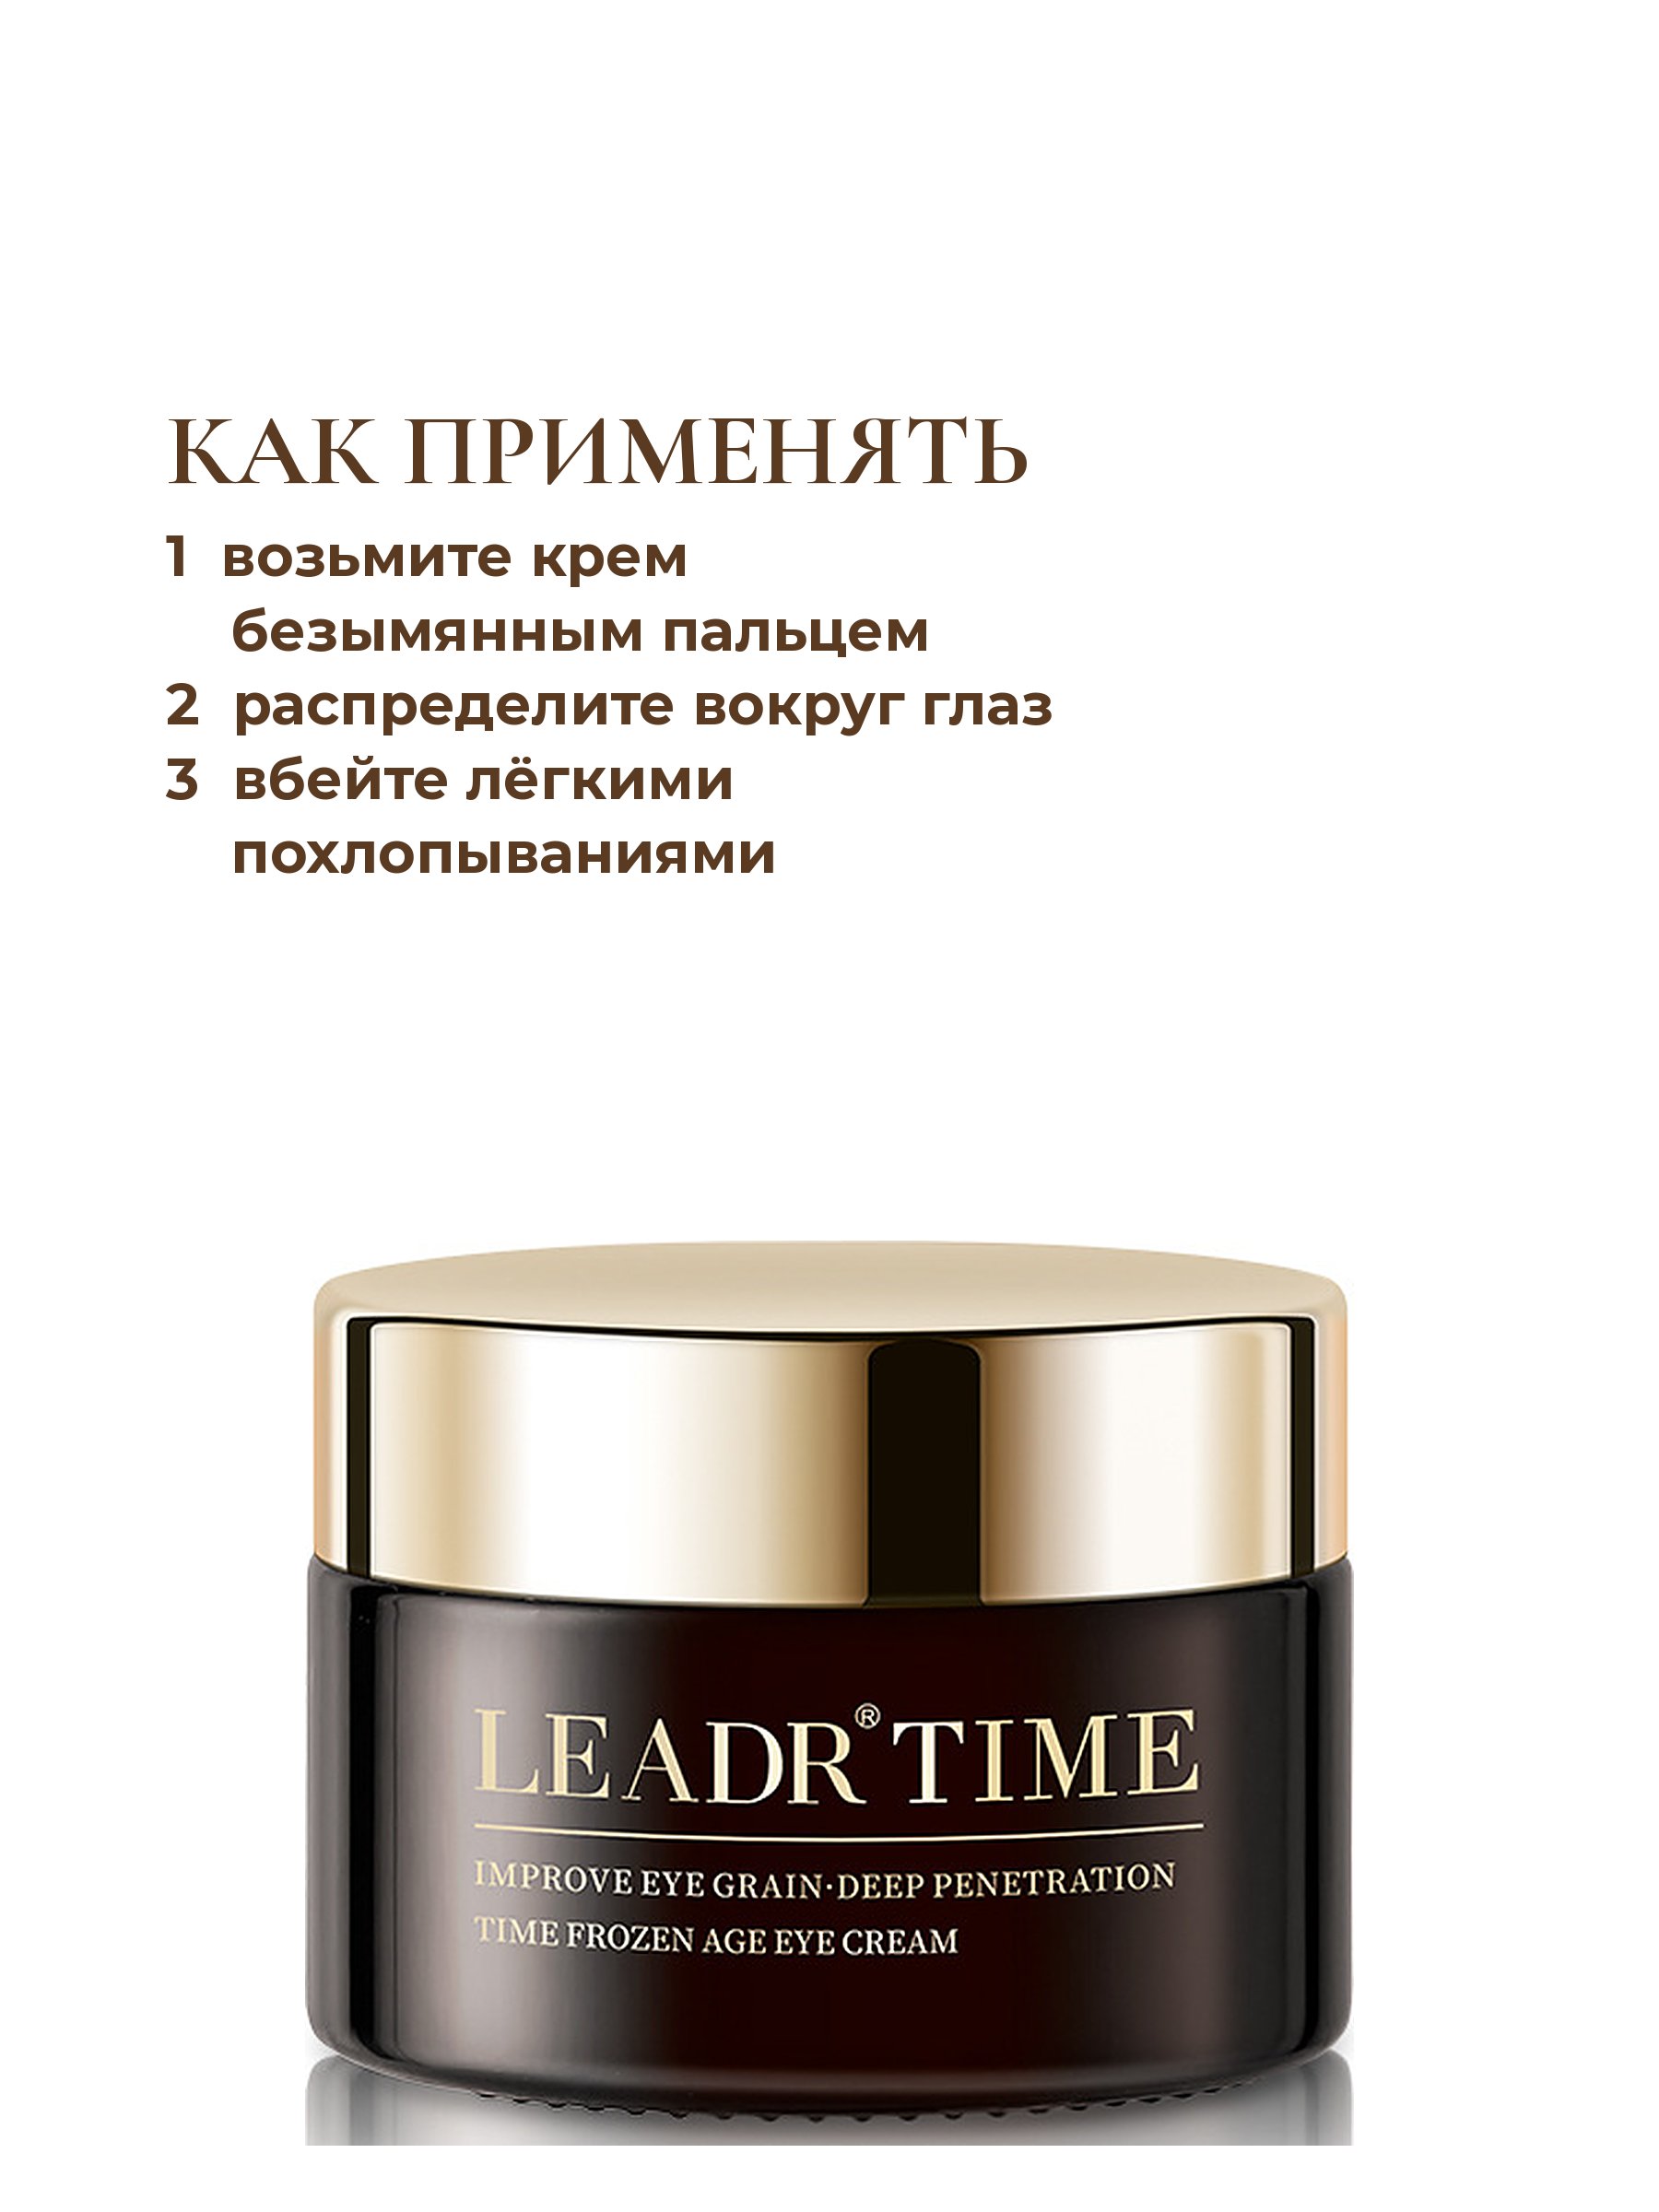 КАК ПРИМЕНЯТЬ
1 возьмите крем
безымянным пальцем
2 распределите вокруг глаз
3 вбейте лёгкими
похлопываниями
LEADR® TIME
IMPROVE EYE GRAIN·DEEP PENETRATION
TIME FROZEN AGE EYE CREAM